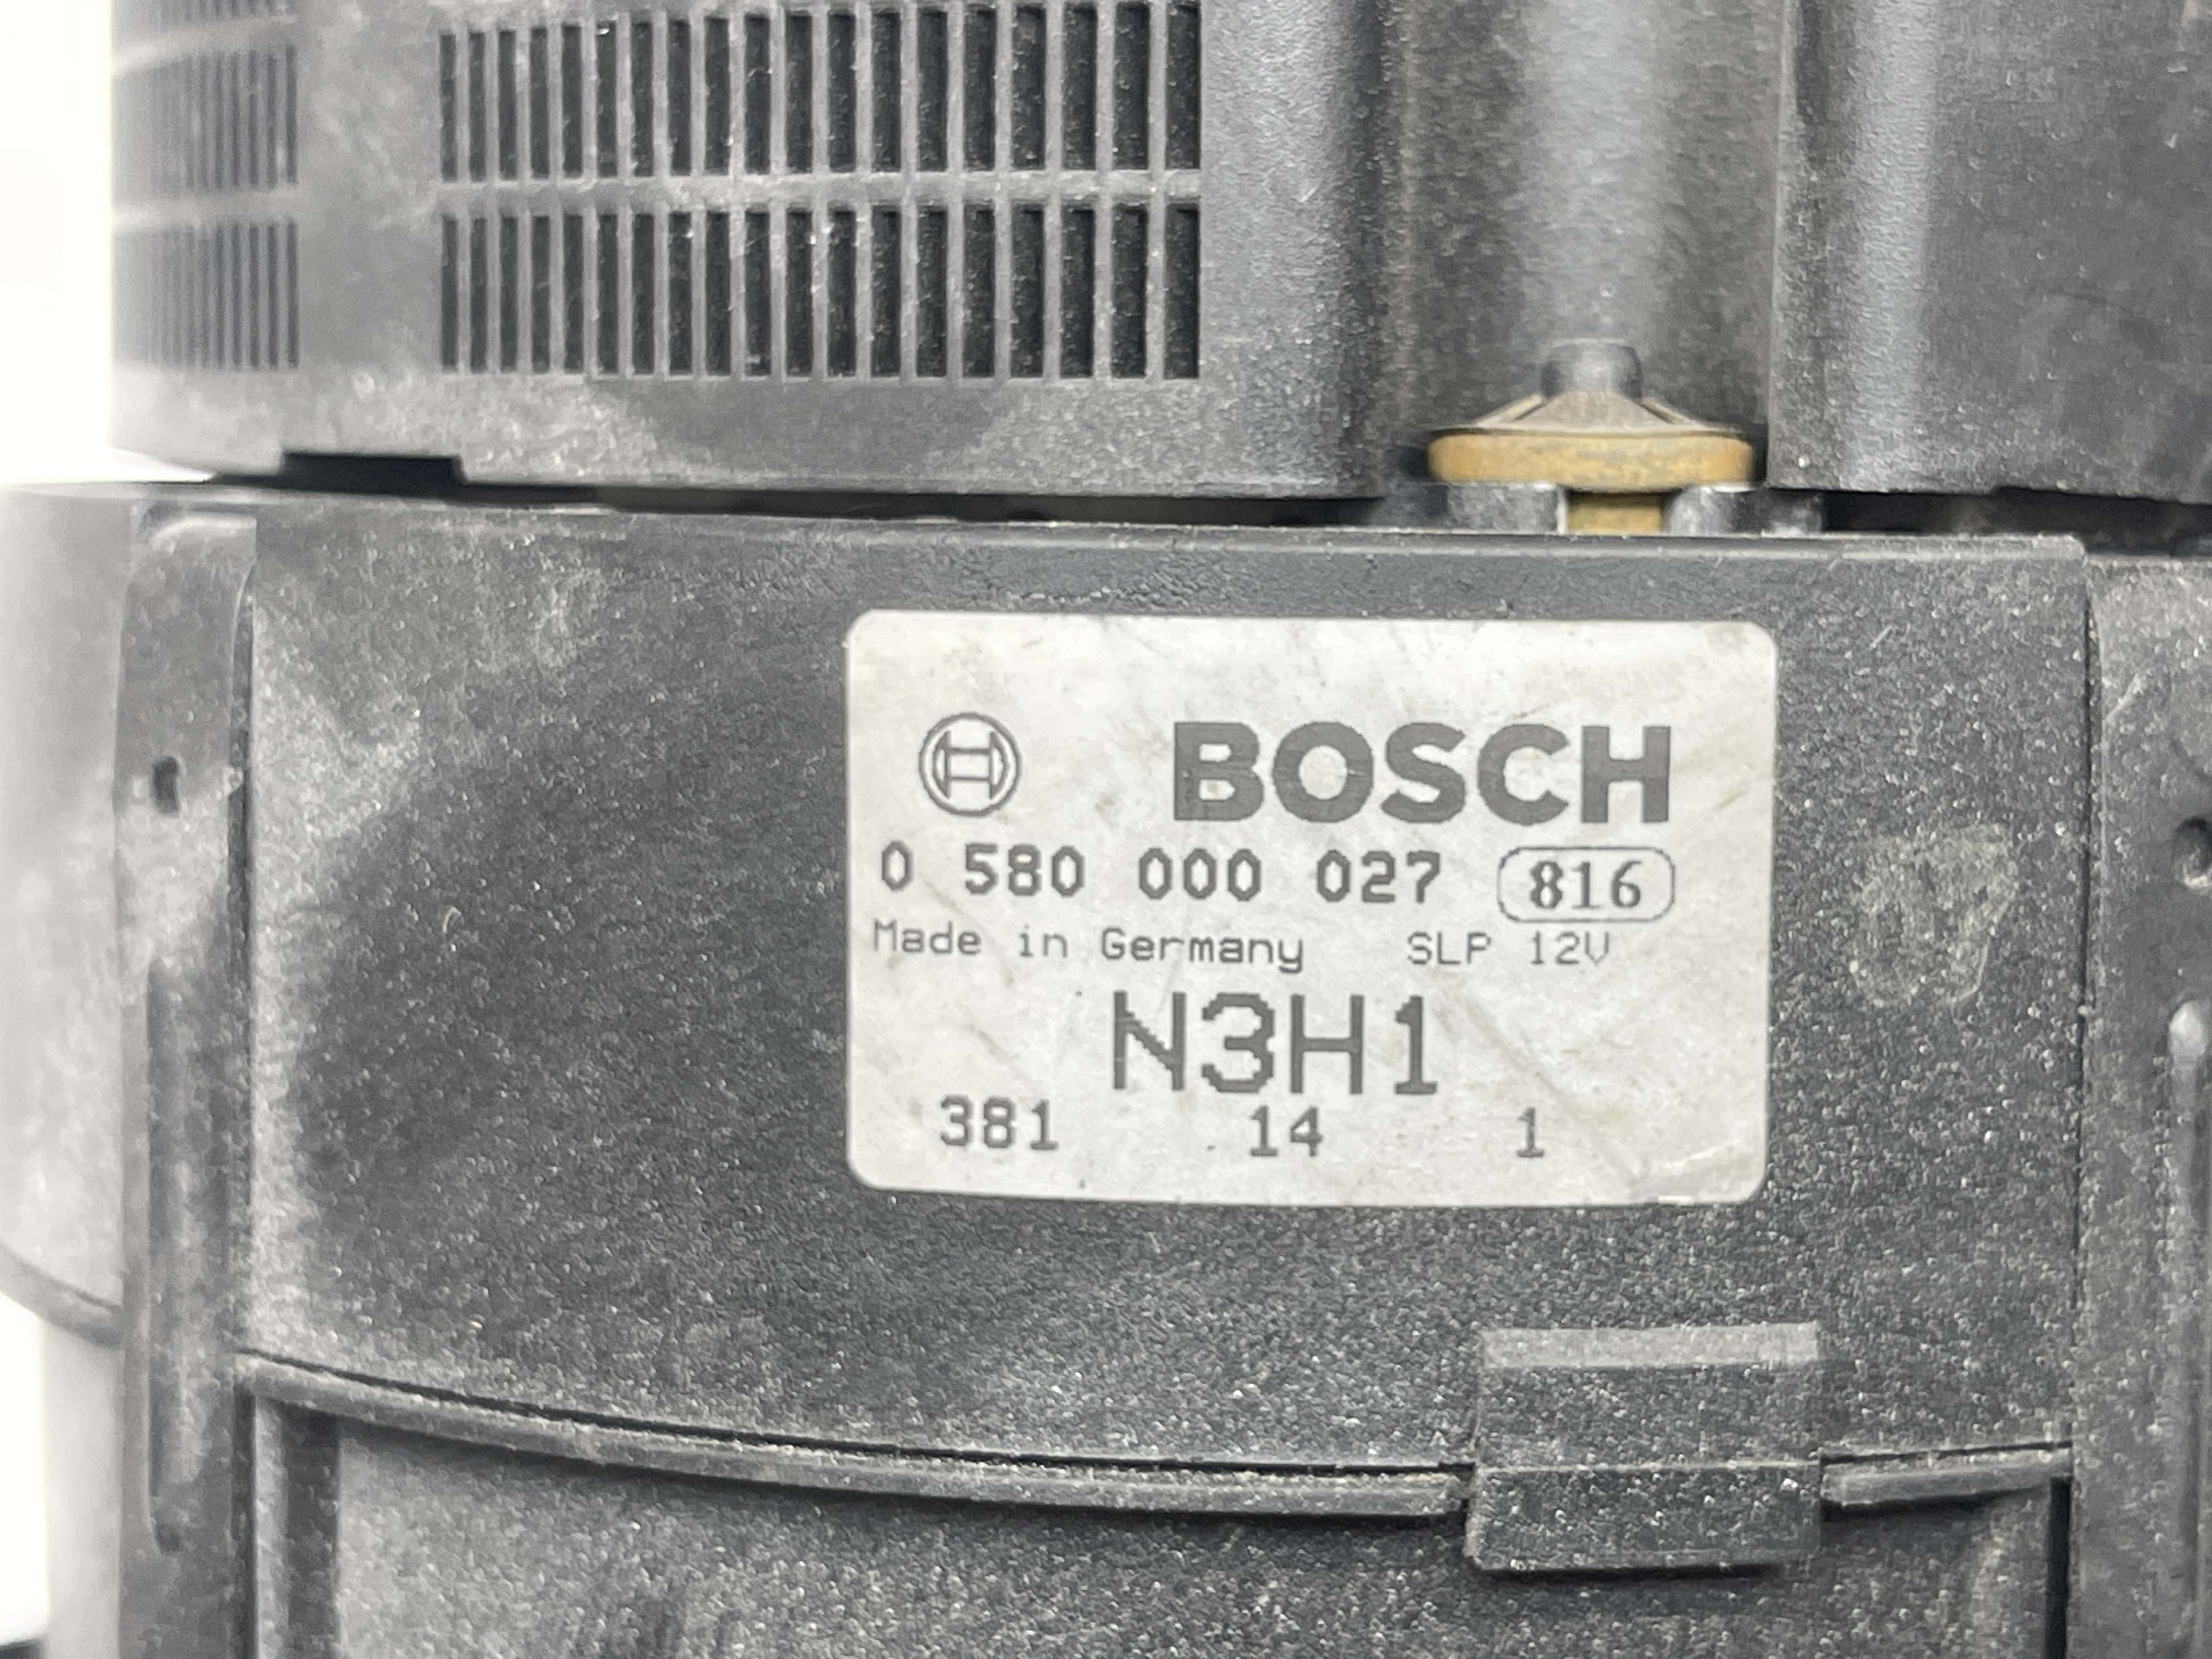 BOSCH
0 580 000 027 816
Made in Germany SLP 12V
N3H1
381 14 1